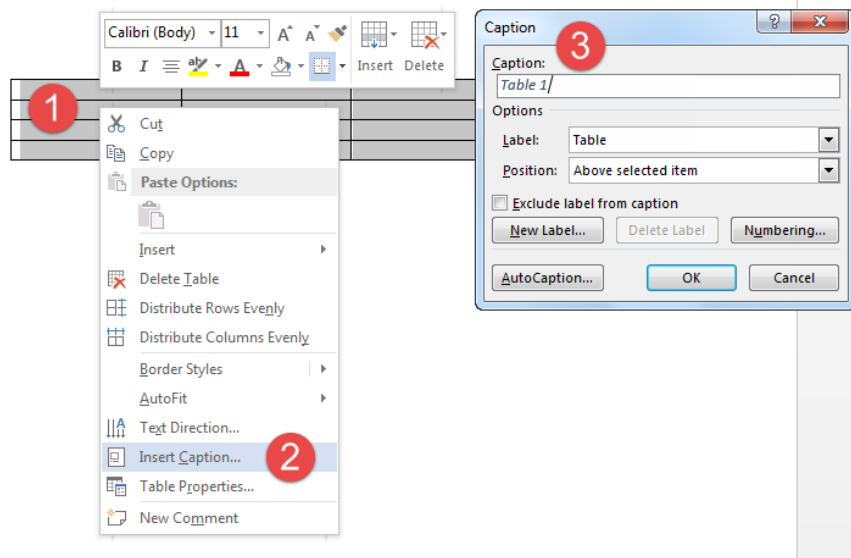 Calibri (Body) 11 A A
B I ab A Insert Delete
1
Cut
Copy
Paste Options:
Insert
Delete Table
Distribute Rows Evenly
Distribute Columns Evenly
Border Styles
AutoFit
Text Direction...
Insert Caption... 2
Table Properties...
New Comment
Caption ? X
3
Caption:
Table 1
Options
Label: Table
Position: Above selected item
Exclude label from caption
New Label... Delete Label Numbering...
AutoCaption... OK Cancel